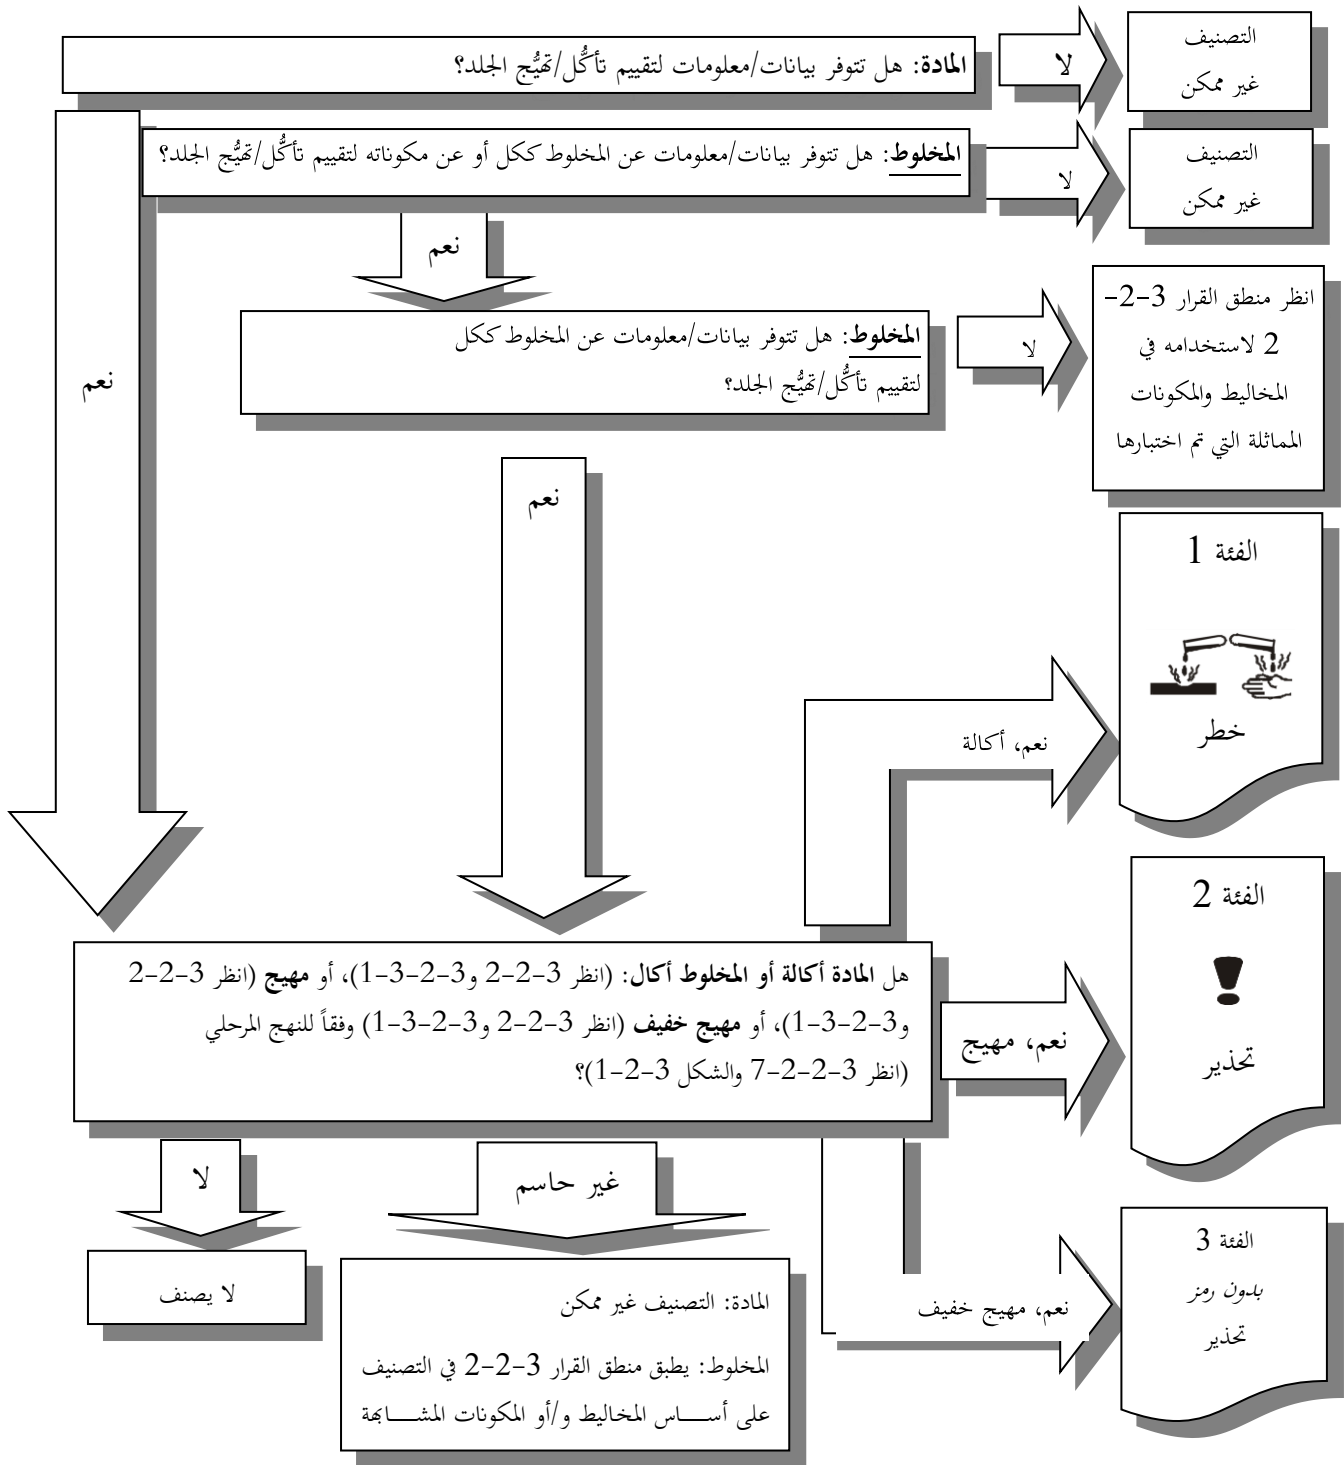 المادة: هل تتوفر بيانات/معلومات لتقييم تأكُّل/تهيُّج الجلد؟
لا
التصنيف
غير ممكن
المخلوط: هل تتوفر بيانات/معلومات عن المخلوط ككل أو عن مكوناته لتقييم تأكُّل/تهيُّج الجلد؟
لا
التصنيف
غير ممكن
نعم
نعم
المخلوط: هل تتوفر بيانات/معلومات عن المخلوط ككل
لتقييم تأكُّل/تهيُّج الجلد؟
لا
انظر منطق القرار 3-2-
2 لاستخدامه في
المخاليط والمكونات
المماثلة التي تم اختبارها
نعم
الفئة 1
خطر
نعم، أكالة
هل المادة أكالة أو المخلوط أكال: (انظر 3-2-2 و3-2-3-1)، أو مهيج (انظر 3-2-2
و3-2-3-1)، أو مهيج خفيف (انظر 3-2-2 و3-2-3-1) وفقاً للنهج المرحلي
(انظر 3-2-2-7 والشكل 3-2-1)؟
نعم، مهيج
الفئة 2
تحذير
لا
غير حاسم
نعم، مهيج خفيف
الفئة 3
بدون رمز
تحذير
لا يصنف
المادة: التصنيف غير ممكن
المخلوط: يطبق منطق القرار 3-2-2 في التصنيف
على أســـاس المخاليط و/أو المكونات المشـــابهة